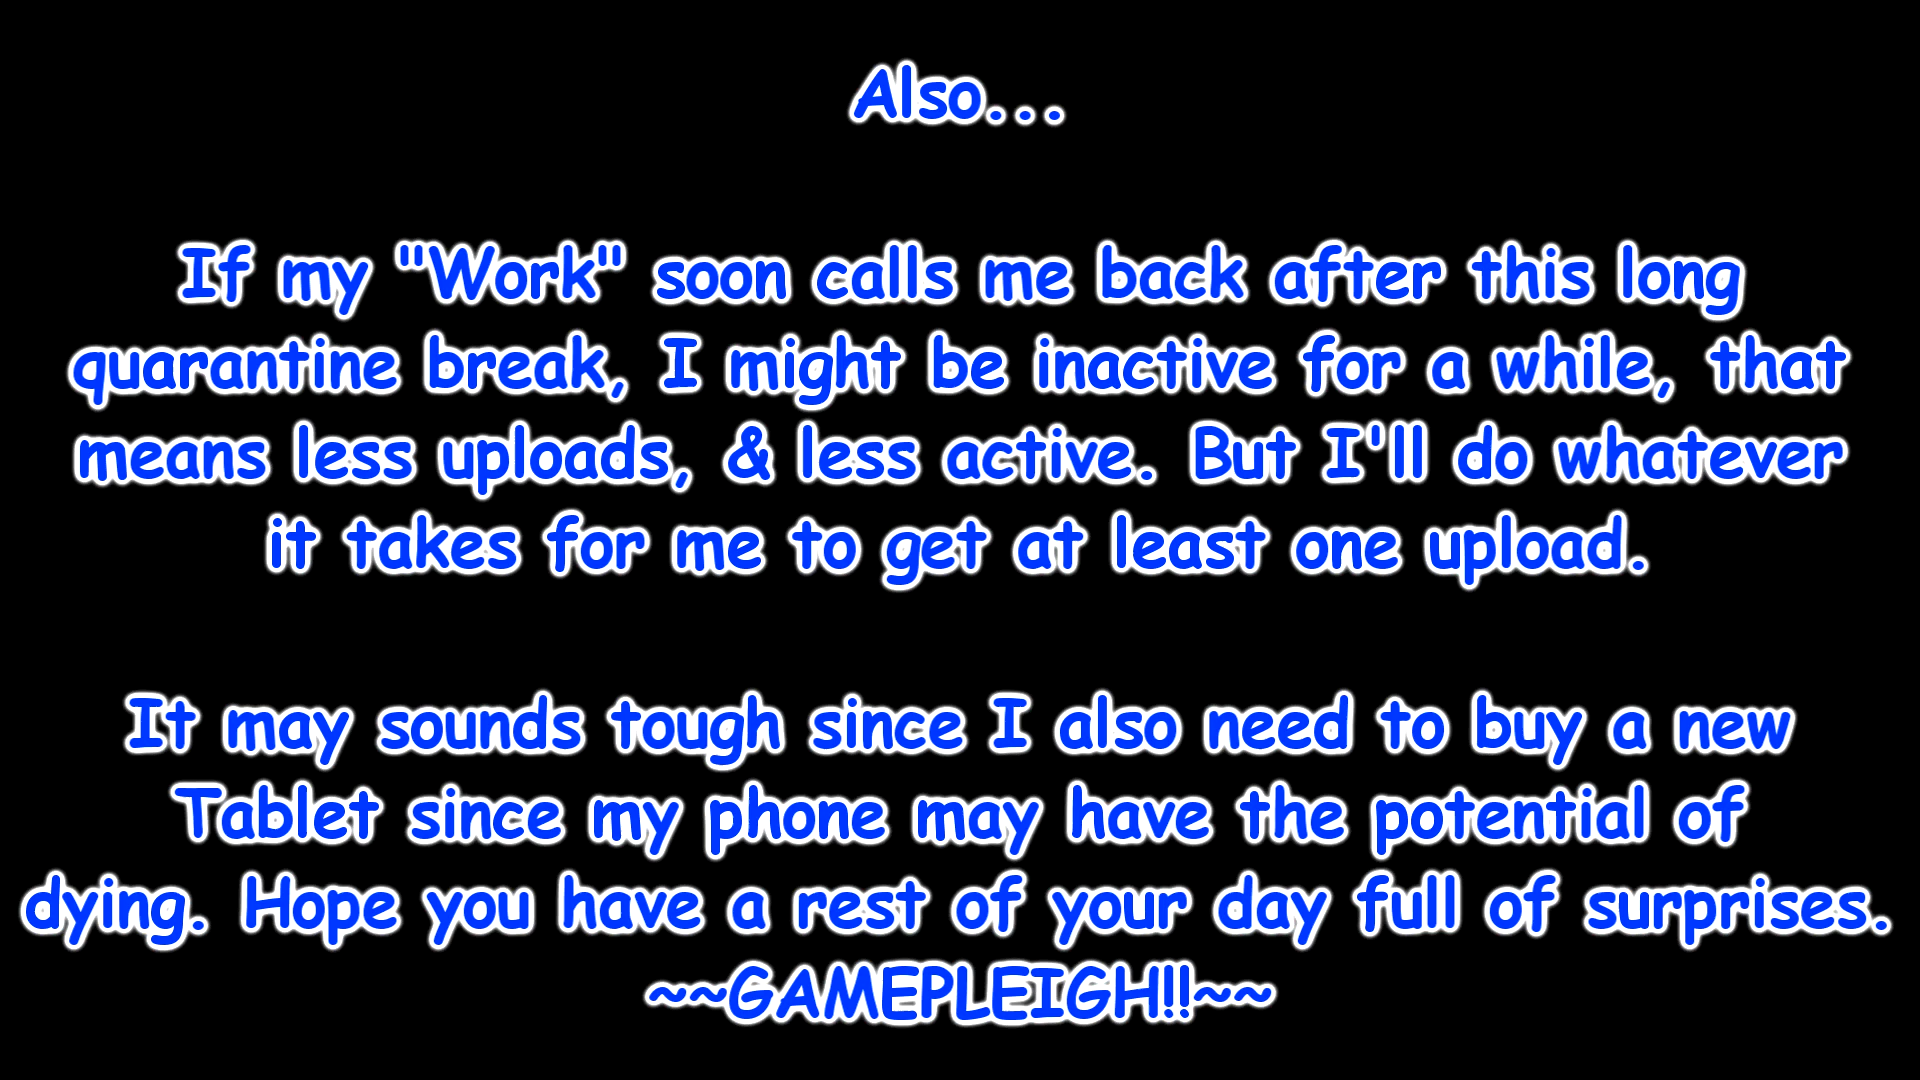 Also...
If my "Work" soon calls me back after this long
quarantine break, I might be inactive for a while, that
means less uploads, & less active. But I'll do whatever
it takes for me to get at least one upload.
It may sounds tough since I also need to buy a new
Tablet since my phone may have the potential of
dying. Hope you have a rest of your day full of surprises.
~~GAMEPLEIGH!!~~